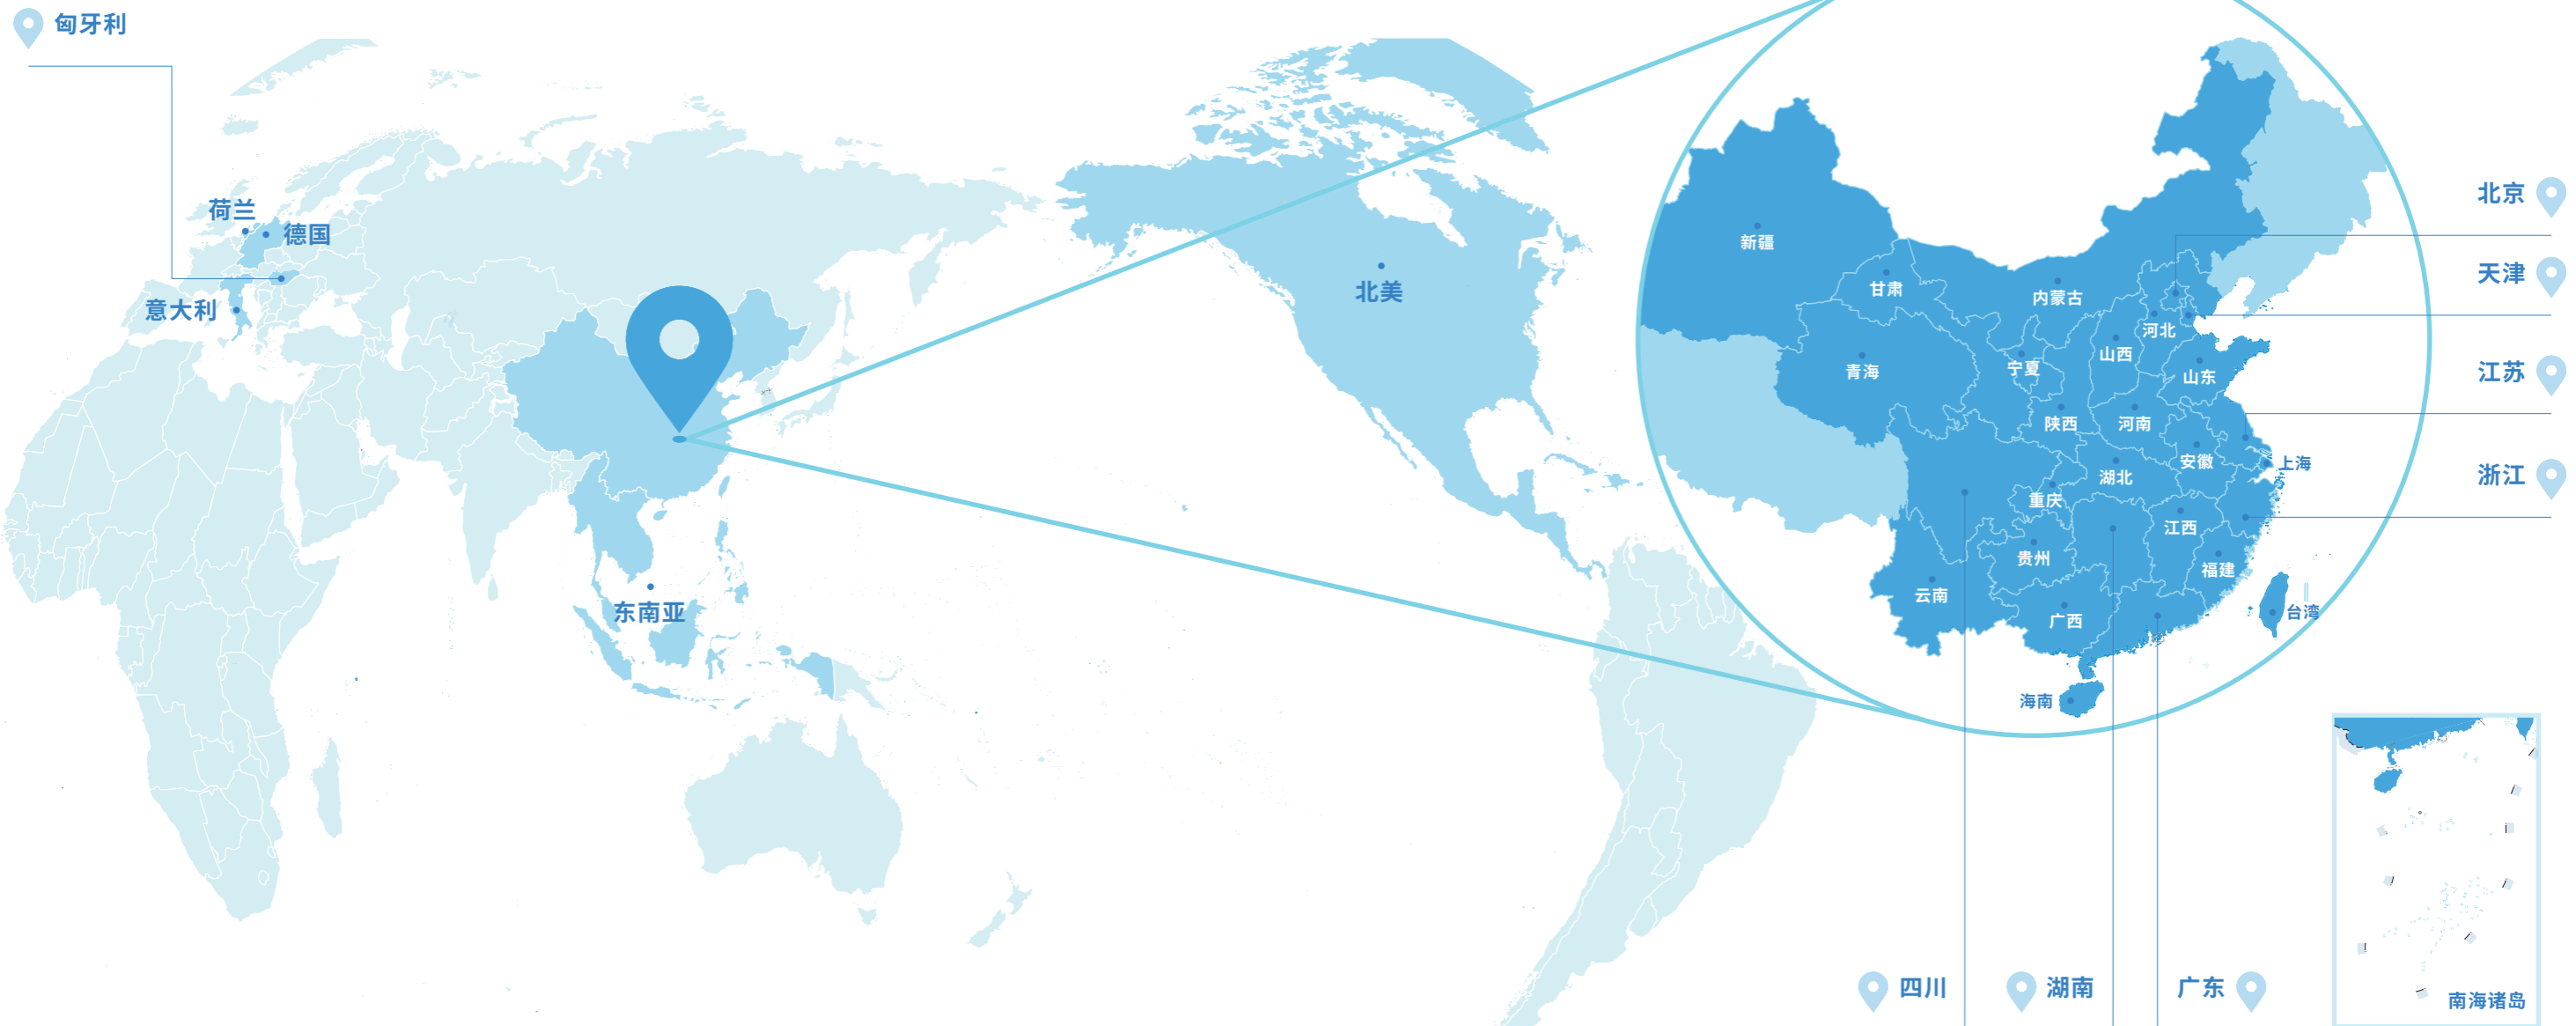 匈牙利
荷兰
德国
意大利
东南亚
北美
新疆
甘肃
内蒙古
青海
宁夏
山西
河北
山东
陕西
河南
安徽
上海
湖北
重庆
江西
贵州
福建
云南
广西
台湾
海南
北京
天津
江苏
浙江
四川
湖南
广东
南海诸岛